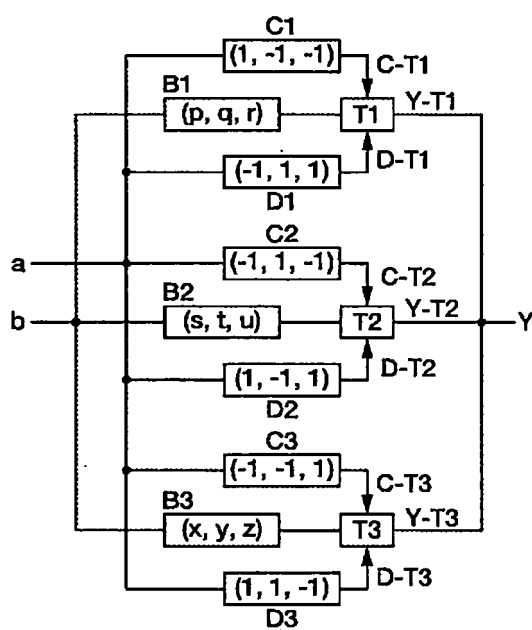 C1
(1, -1, -1)
C-T1
B1
(p, q, r)
T1
Y-T1
D-T1
(-1, 1, 1)
D1
C2
a
(-1, 1, -1)
C-T2
B2
b
(s, t, u)
T2
Y-T2
Y
D-T2
(1, -1, 1)
D2
C3
(-1, -1, 1)
C-T3
B3
(x, y, z)
T3
Y-T3
D-T3
(1, 1, -1)
D3